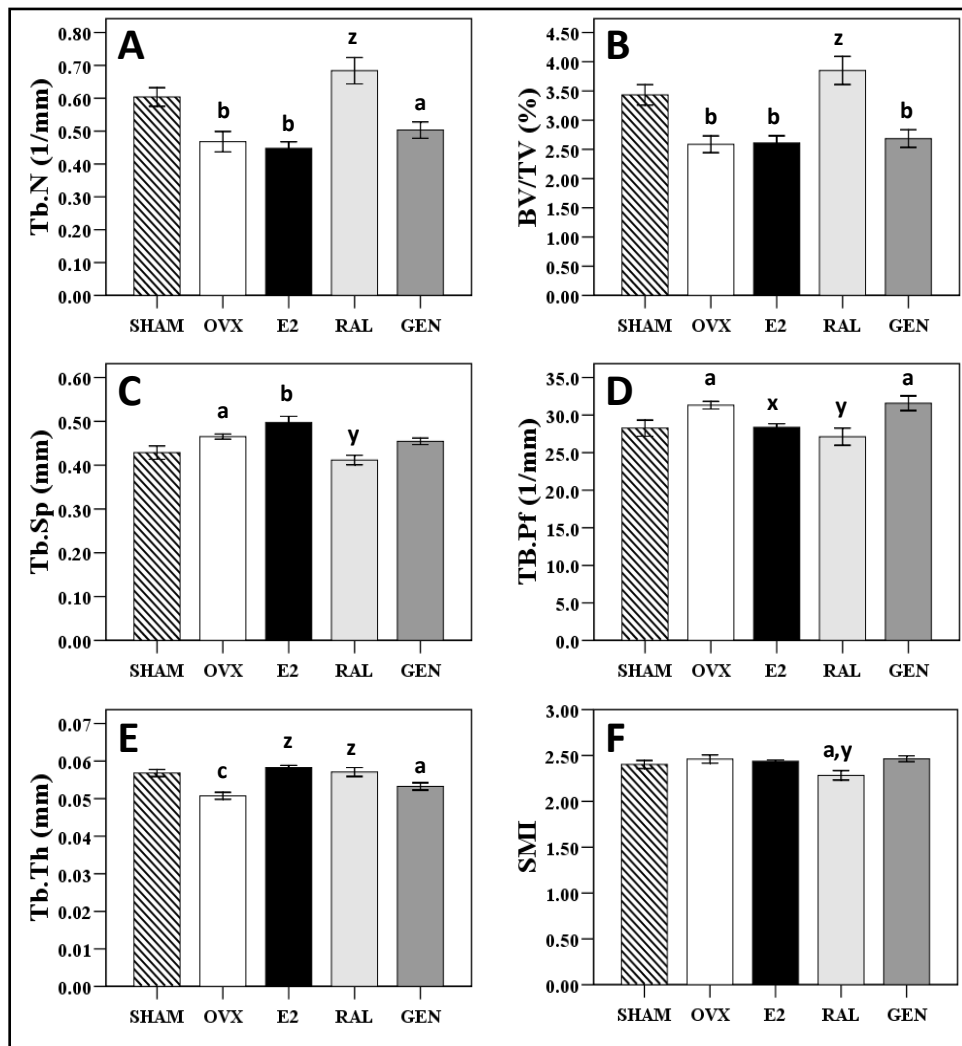 A
Tb.N (1/mm)
0.80
0.70
0.60
0.50
0.40
0.30
0.20
0.10
0.00
b
b
z
a
SHAM OVX E2 RAL GEN
B
BV/TV (%)
4.50
4.00
3.50
3.00
2.50
2.00
1.50
1.00
0.50
0.00
b
b
z
b
SHAM OVX E2 RAL GEN
C
Tb.Sp (mm)
0.60
0.50
0.40
0.30
0.20
0.10
0.00
a
b
y
SHAM OVX E2 RAL GEN
D
TB.Pf (1/mm)
35.0
30.0
25.0
20.0
15.0
10.0
5.0
0.0
a
x
y
a
SHAM OVX E2 RAL GEN
E
Tb.Th (mm)
0.07
0.06
0.05
0.04
0.03
0.02
0.01
0.00
c
z
z
a
SHAM OVX E2 RAL GEN
F
SMI
3.00
2.50
2.00
1.50
1.00
0.50
0.00
a,y
SHAM OVX E2 RAL GEN